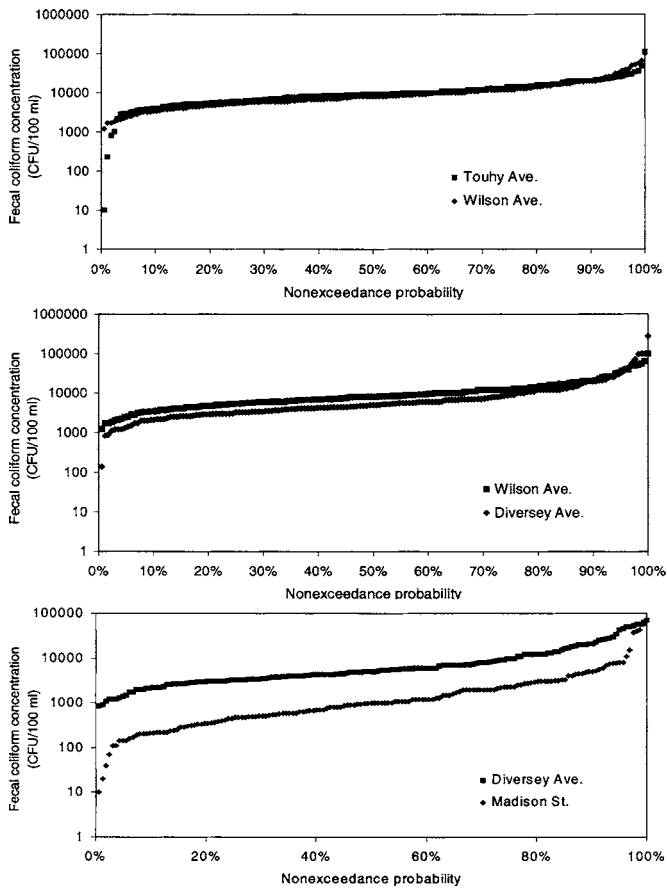 1000000
100000
10000
1000
100
10
1
Fecal coliform concentration
(CFU/100 ml)
Touhy Ave.
Wilson Ave.
0% 10% 20% 30% 40% 50% 60% 70% 80% 90% 100%
Nonexceedance probability
1000000
100000
10000
1000
100
10
1
Fecal coliform concentration
(CFU/100 ml)
Wilson Ave.
Diversey Ave.
0% 10% 20% 30% 40% 50% 60% 70% 80% 90% 100%
Nonexceedance probability
100000
10000
1000
100
10
1
Fecal coliform concentration
(CFU/100 ml)
Diversey Ave.
Madison St.
0% 20% 40% 60% 80% 100%
Nonexceedance probability